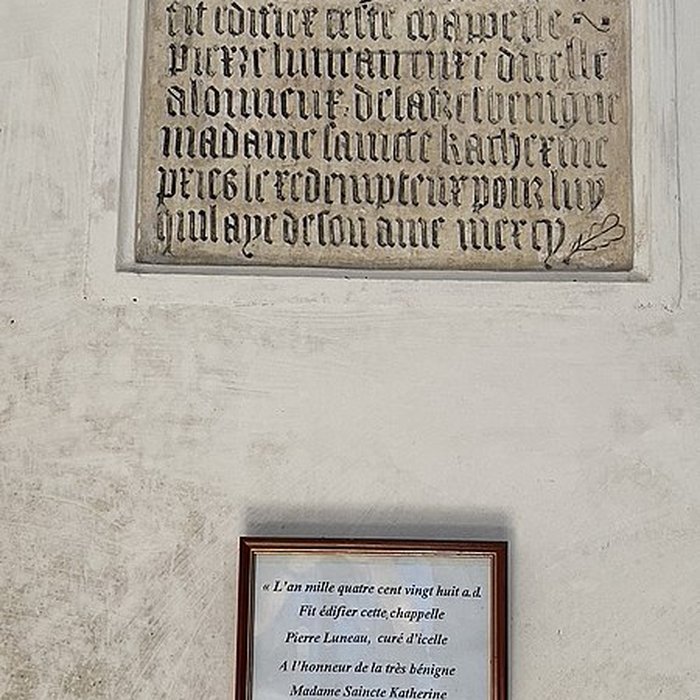 fit edifier ceste chappelle
pierre luneau cure dicelle
a lonneur de la tres benigne
madame saincte katherine
pries le redempteur pour luy
quil aye de son ame mercy
« L'an mille quatre cent vingt huit a.d.
Fit édifier cette chappelle
Pierre Luneau, curé d'icelle
A l'honneur de la très bénigne
Madame Saincte Katherine